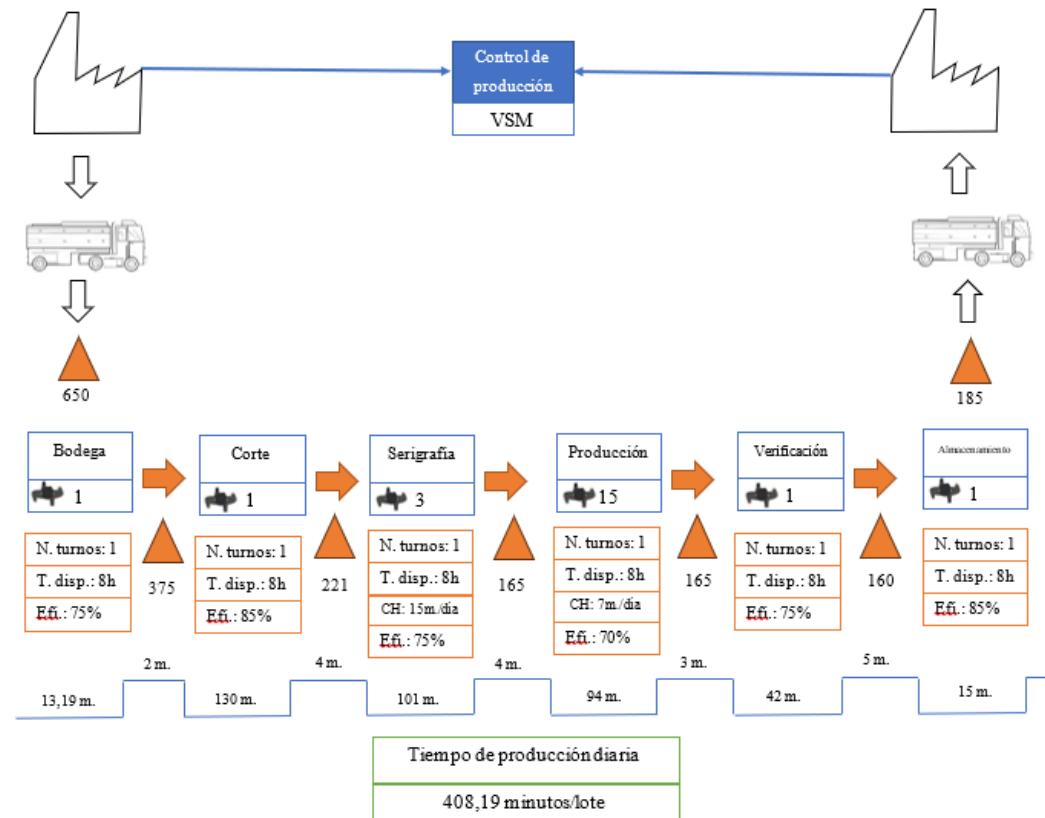 Control de
producción
VSM
650
185
Bodega
1
Corte
1
Serigrafía
3
Producción
15
Verificación
1
Almacenamiento
1
N. turnos: 1
T. disp.: 8h
Efi.: 75%
375
N. turnos: 1
T. disp.: 8h
Efi.: 85%
221
N. turnos: 1
T. disp.: 8h
CH: 15m./día
Efi.: 75%
165
N. turnos: 1
T. disp.: 8h
CH: 7m./día
Efi.: 70%
165
N. turnos: 1
T. disp.: 8h
Efi.: 75%
160
N. turnos: 1
T. disp.: 8h
Efi.: 85%
2 m.
4 m.
4 m.
3 m.
5 m.
13,19 m.
130 m.
101 m.
94 m.
42 m.
15 m.
Tiempo de producción diaria
408,19 minutos/lote